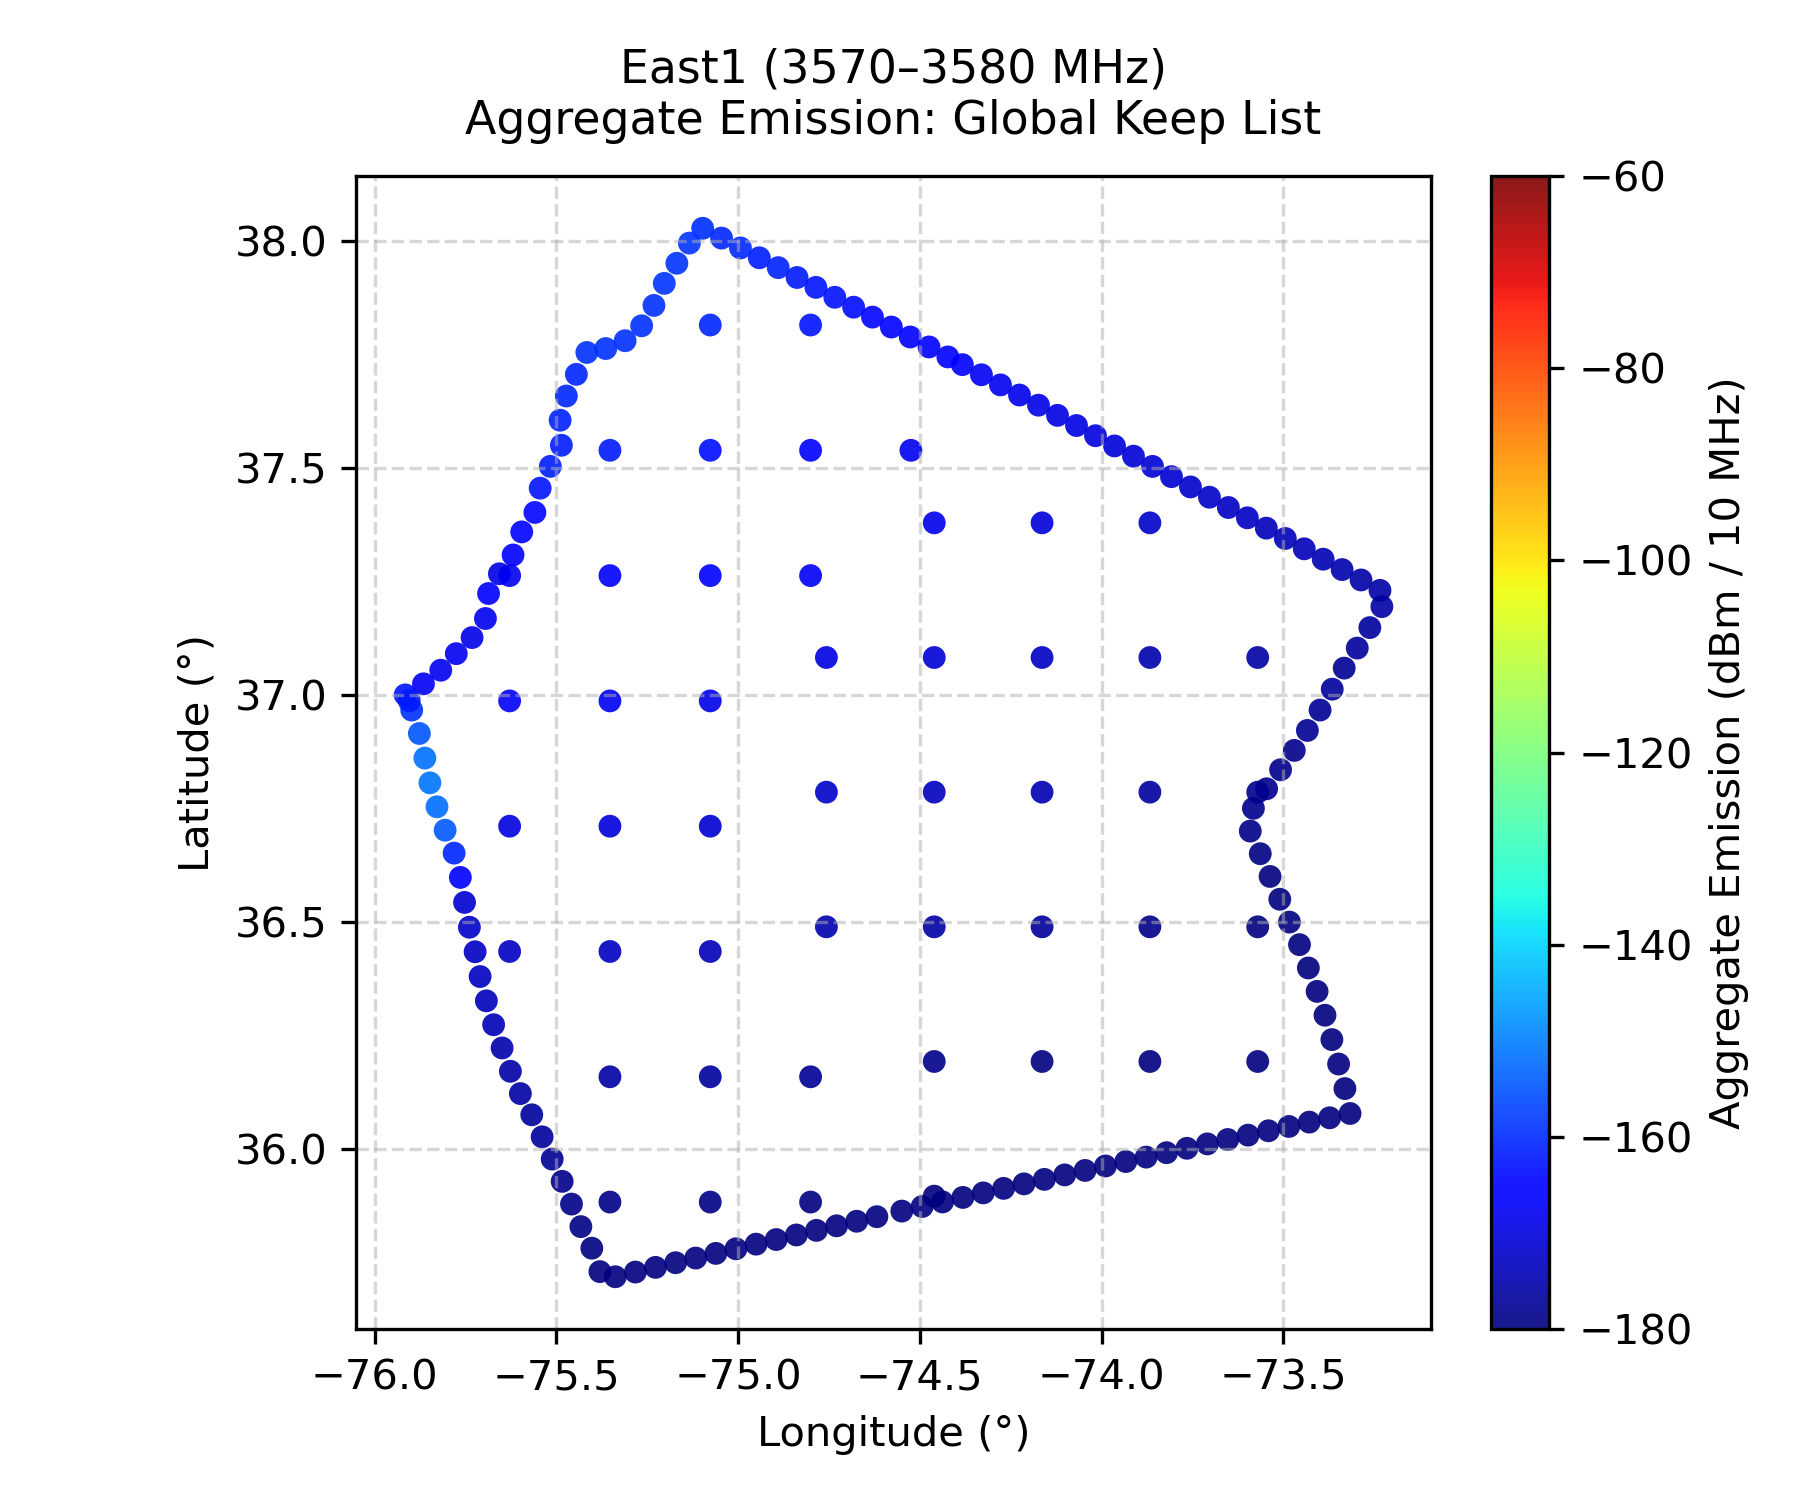 East1 (3570–3580 MHz)
Aggregate Emission: Global Keep List
−60
−80
−100
−120
−140
−160
−180
Aggregate Emission (dBm / 10 MHz)
38.0
37.5
37.0
36.5
36.0
Latitude (°)
−76.0 −75.5 −75.0 −74.5 −74.0 −73.5
Longitude (°)